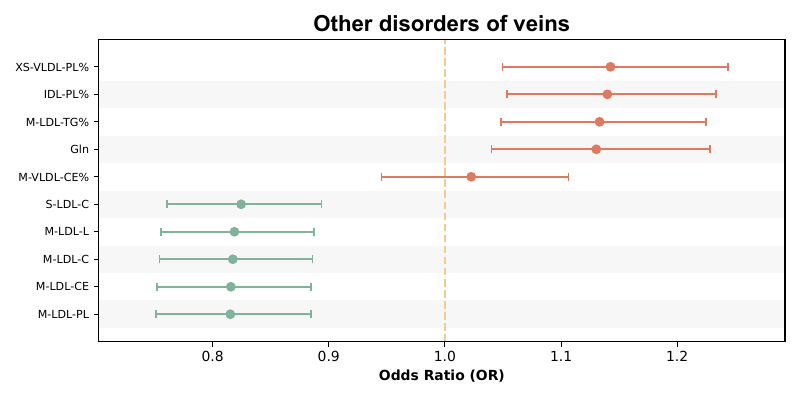 Other disorders of veins
XS-VLDL-PL%
IDL-PL%
M-LDL-TG%
Gln
M-VLDL-CE%
S-LDL-C
M-LDL-L
M-LDL-C
M-LDL-CE
M-LDL-PL
0.8 0.9 1.0 1.1 1.2
Odds Ratio (OR)